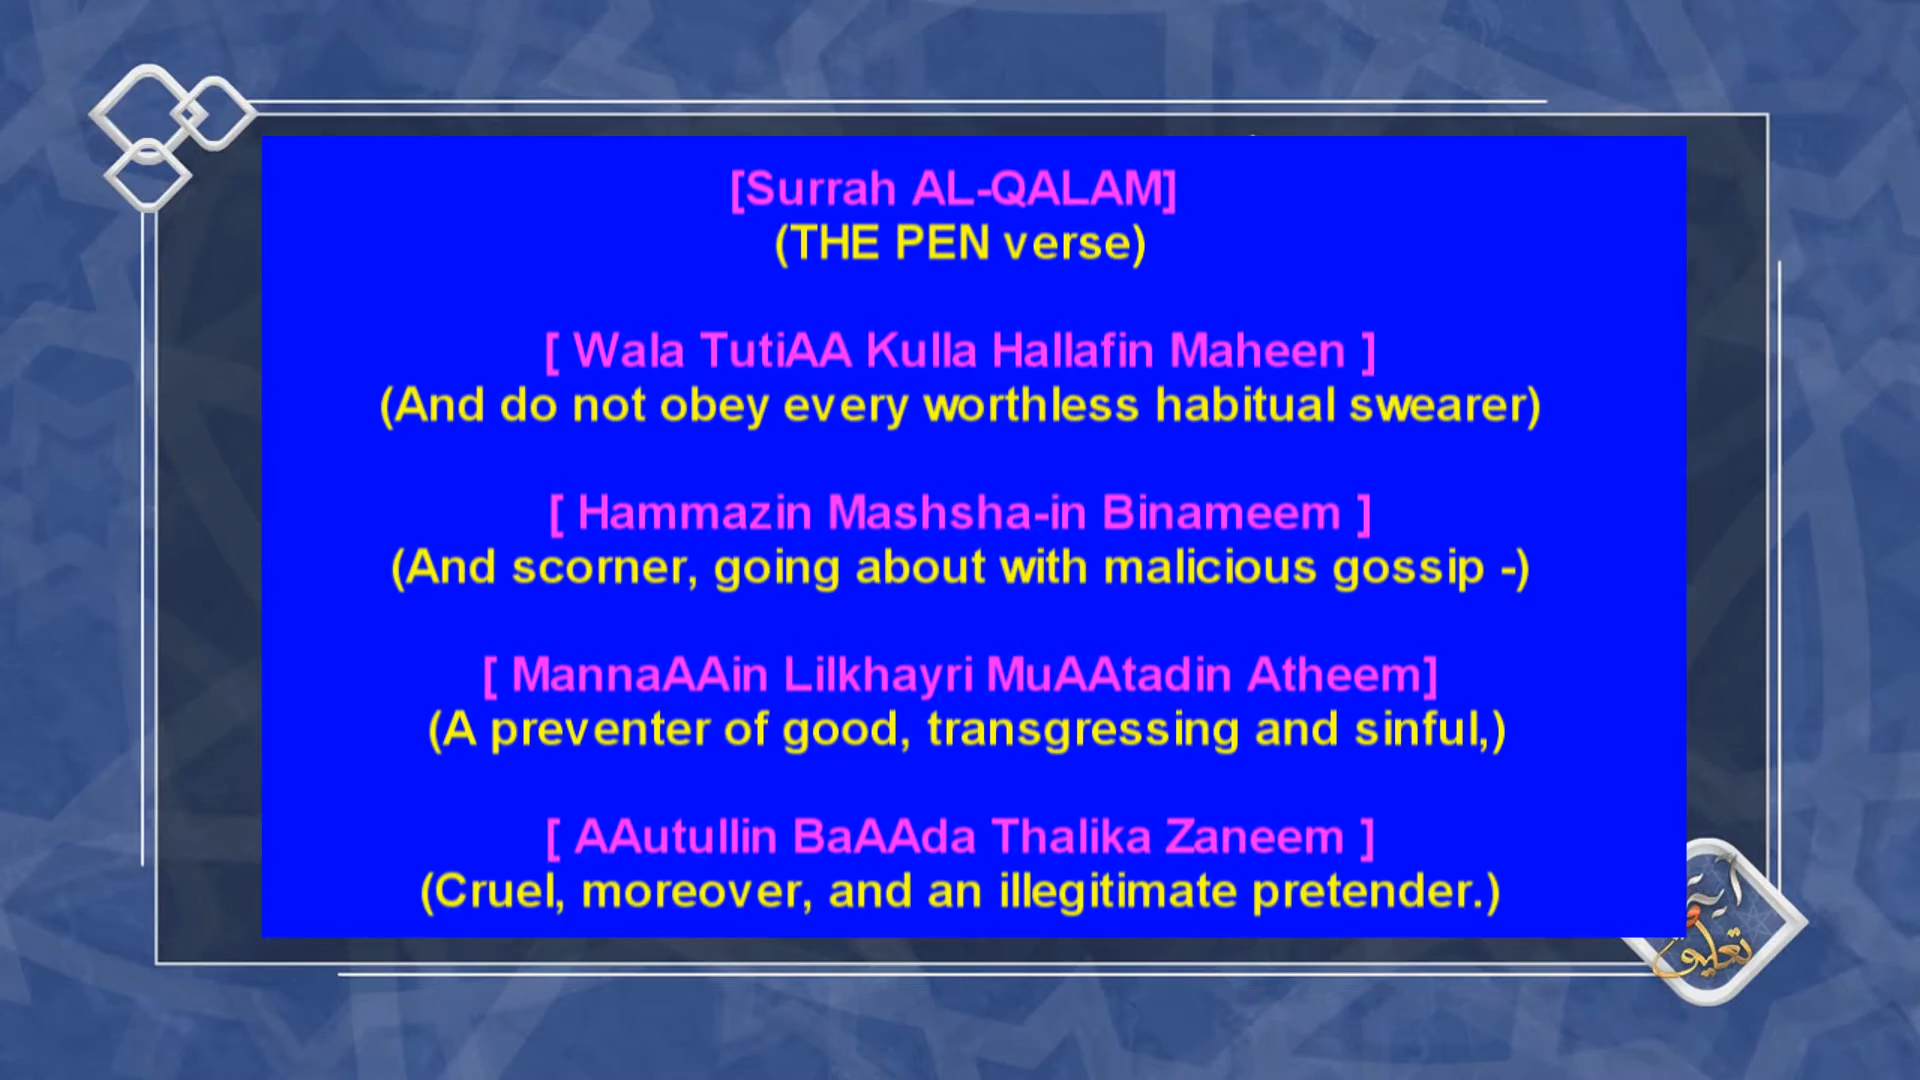 [Surrah AL-QALAM]
(THE PEN verse)
[ Wala TutiAA Kulla Hallafin Maheen ]
(And do not obey every worthless habitual swearer)
[ Hammazin Mashsha-in Binameem ]
(And scorner, going about with malicious gossip -)
[ MannaAAin Lilkhayri MuAAtadin Atheem]
(A preventer of good, transgressing and sinful,)
[ AAutullin BaAAda Thalika Zaneem ]
(Cruel, moreover, and an illegitimate pretender.)
تعليق